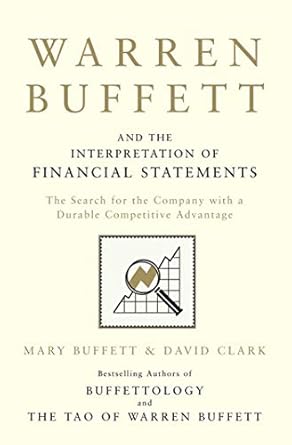 WARREN
BUFFETT
AND THE
INTERPRETATION OF
FINANCIAL STATEMENTS
The Search for the Company with a
Durable Competitive Advantage
MARY BUFFETT & DAVID CLARK
Bestselling Authors of
BUFFETTOLOGY
and
THE TAO OF WARREN BUFFETT